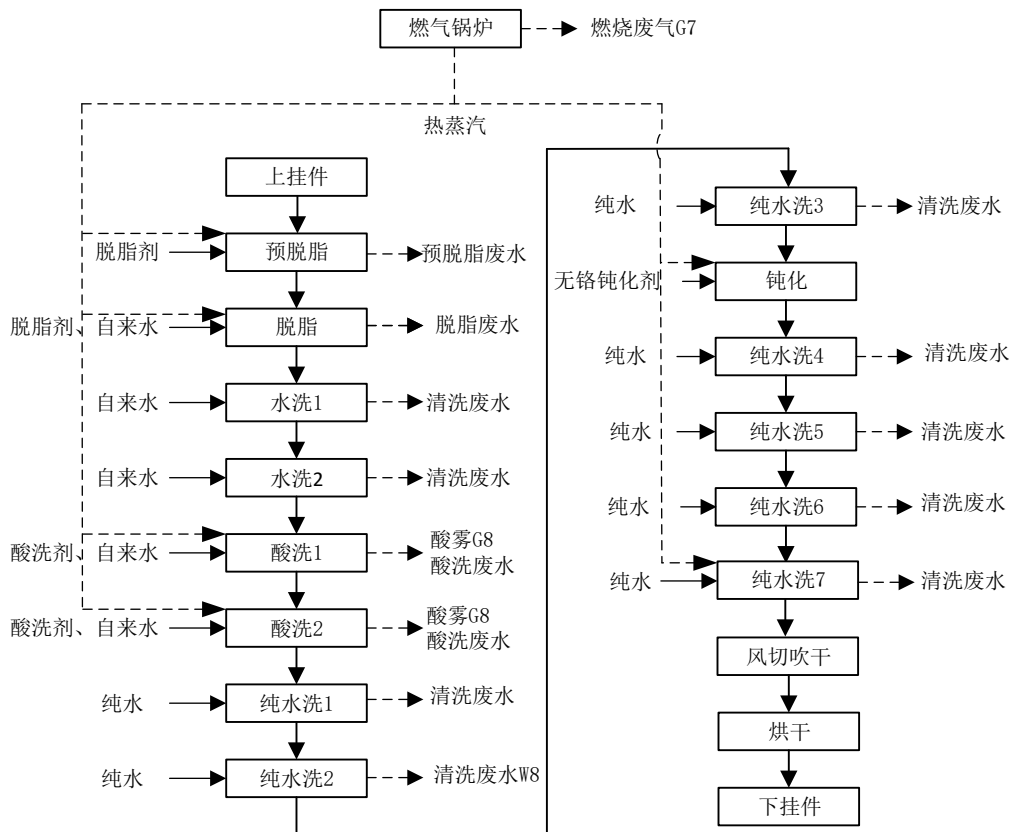 燃气锅炉
燃烧废气G7
热蒸汽
上挂件
脱脂剂
预脱脂
预脱脂废水
脱脂剂、自来水
脱脂
脱脂废水
自来水
水洗1
清洗废水
自来水
水洗2
清洗废水
酸洗剂、自来水
酸洗1
酸雾G8
酸洗废水
酸洗剂、自来水
酸洗2
酸雾G8
酸洗废水
纯水
纯水洗1
清洗废水
纯水
纯水洗2
清洗废水W8
纯水
纯水洗3
清洗废水
无铬钝化剂
钝化
纯水
纯水洗4
清洗废水
纯水
纯水洗5
清洗废水
纯水
纯水洗6
清洗废水
纯水
纯水洗7
清洗废水
风切吹干
烘干
下挂件